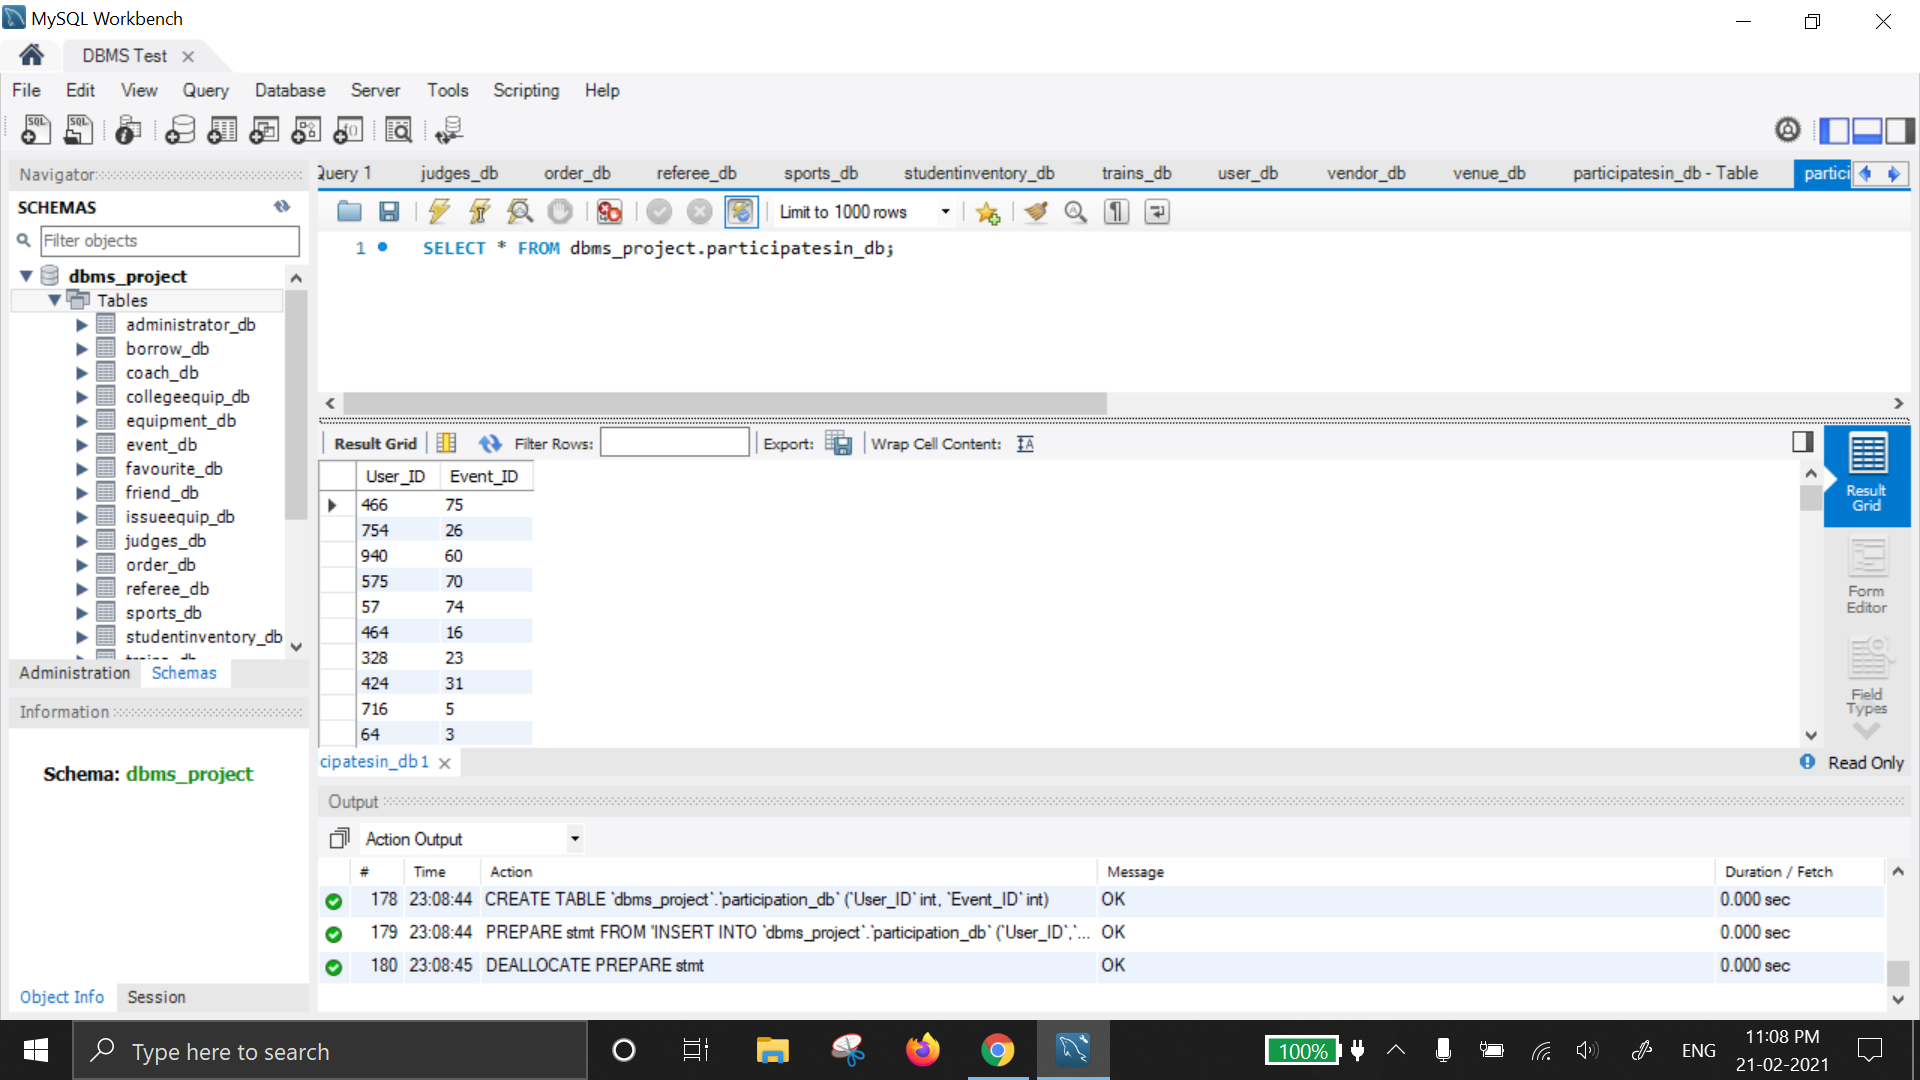 MySQL Workbench
DBMS Test
File Edit View Query Database Server Tools Scripting Help
Navigator
SCHEMAS
Filter objects
dbms_project
Tables
administrator_db
borrow_db
coach_db
collegeequip_db
equipment_db
event_db
favourite_db
friend_db
issueequip_db
judges_db
order_db
referee_db
sports_db
studentinventory_db
Administration Schemas
Information
Schema: dbms_project
Object Info Session
Query 1 judges_db order_db referee_db sports_db studentinventory_db trains_db user_db vendor_db venue_db participatesin_db - Table partici
Limit to 1000 rows
1 SELECT * FROM dbms_project.participatesin_db;
Result Grid Filter Rows: Export: Wrap Cell Content:
User_ID Event_ID
466 75
754 26
940 60
575 70
57 74
464 16
328 23
424 31
716 5
64 3
Result
Grid
Form
Editor
Field
Types
cipatesin_db1
Read Only
Output
Action Output
# Time Action Message Duration / Fetch
178 23:08:44 CREATE TABLE `dbms_project`.`participation_db` (`User_ID` int, `Event_ID` int) OK 0.000 sec
179 23:08:44 PREPARE stmt FROM 'INSERT INTO `dbms_project`.`participation_db` (`User_ID`,`... OK 0.000 sec
180 23:08:45 DEALLOCATE PREPARE stmt OK 0.000 sec
Type here to search
100%
ENG
11:08 PM
21-02-2021